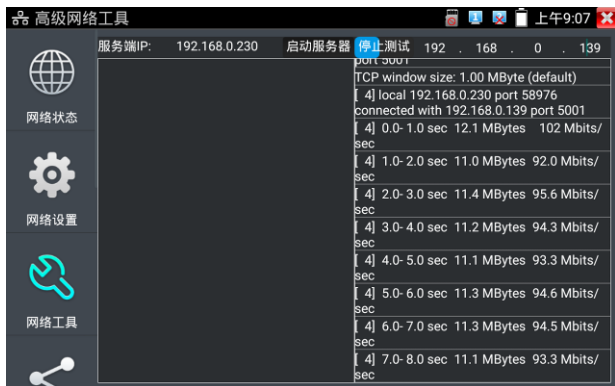 高级网络工具
上午9:07
服务端IP: 192.168.0.230 启动服务器 停止测试 192 . 168 . 0 . 139
port 5001
TCP window size: 1.00 MByte (default)
[ 4] local 192.168.0.230 port 58976
connected with 192.168.0.139 port 5001
[ 4] 0.0- 1.0 sec 12.1 MBytes 102 Mbits/
sec
[ 4] 1.0- 2.0 sec 11.0 MBytes 92.0 Mbits/
sec
[ 4] 2.0- 3.0 sec 11.4 MBytes 95.6 Mbits/
sec
[ 4] 3.0- 4.0 sec 11.2 MBytes 94.3 Mbits/
sec
[ 4] 4.0- 5.0 sec 11.1 MBytes 93.3 Mbits/
sec
[ 4] 5.0- 6.0 sec 11.3 MBytes 94.6 Mbits/
sec
[ 4] 6.0- 7.0 sec 11.3 MBytes 94.5 Mbits/
sec
[ 4] 7.0- 8.0 sec 11.1 MBytes 93.3 Mbits/
sec
网络状态
网络设置
网络工具